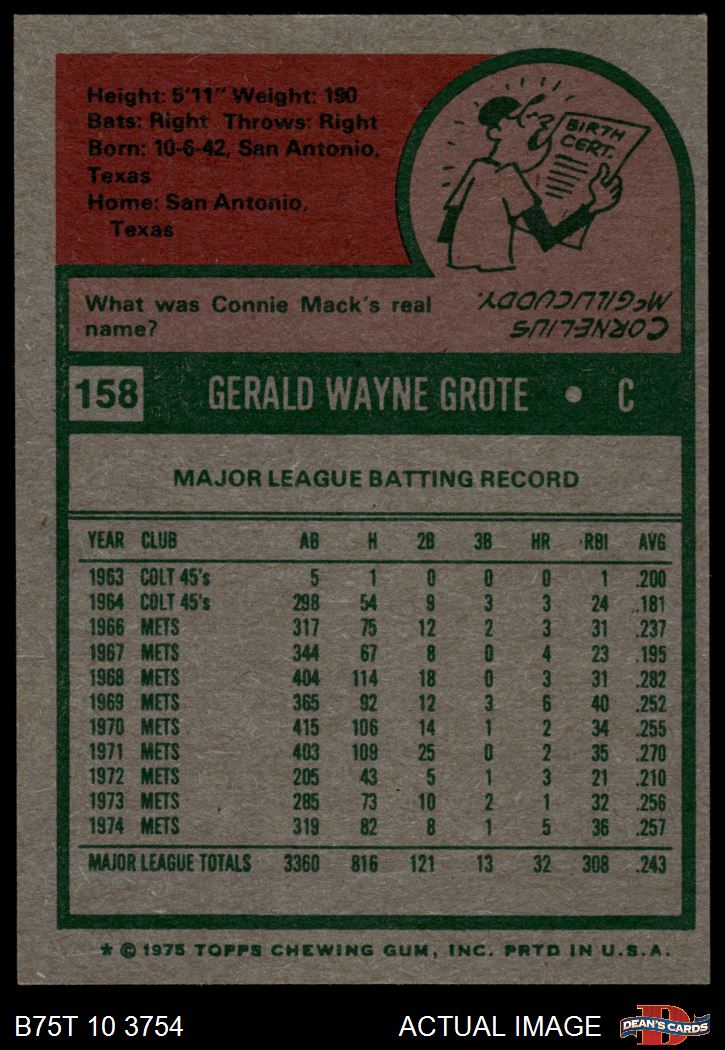 Height: 5'11" Weight: 190
Bats: Right Throws: Right
Born: 10-6-42, San Antonio,
Texas
Home: San Antonio,
Texas
BIRTH
CERT.
What was Connie Mack's real
name?
CORNELIUS
McGILLICUDDY.
158 GERALD WAYNE GROTE • C
MAJOR LEAGUE BATTING RECORD
YEAR CLUB AB H 2B 3B HR RBI AVG
1963 COLT 45's 5 1 0 0 0 1 .200
1964 COLT 45's 298 54 9 3 3 24 .181
1966 METS 317 75 12 2 3 31 .237
1967 METS 344 67 8 0 4 23 .195
1968 METS 404 114 18 0 3 31 .282
1969 METS 365 92 12 3 6 40 .252
1970 METS 415 106 14 1 2 34 .255
1971 METS 403 109 25 0 2 35 .270
1972 METS 205 43 5 1 3 21 .210
1973 METS 285 73 10 2 1 32 .256
1974 METS 319 82 8 1 5 36 .257
MAJOR LEAGUE TOTALS 3360 816 121 13 32 308 .243
* © 1975 TOPPS CHEWING GUM, INC. PRTD IN U.S.A.
B75T 10 3754 ACTUAL IMAGE D DEAN'S CARDS